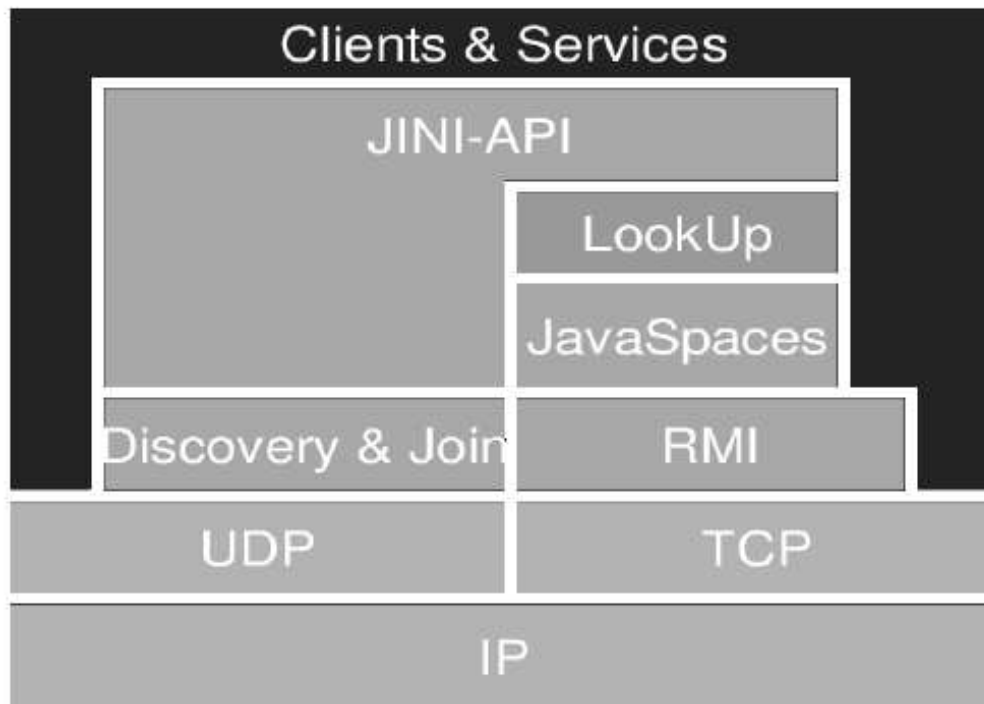 Clients & Services
JINI-API
LookUp
JavaSpaces
Discovery & Join
RMI
UDP
TCP
IP